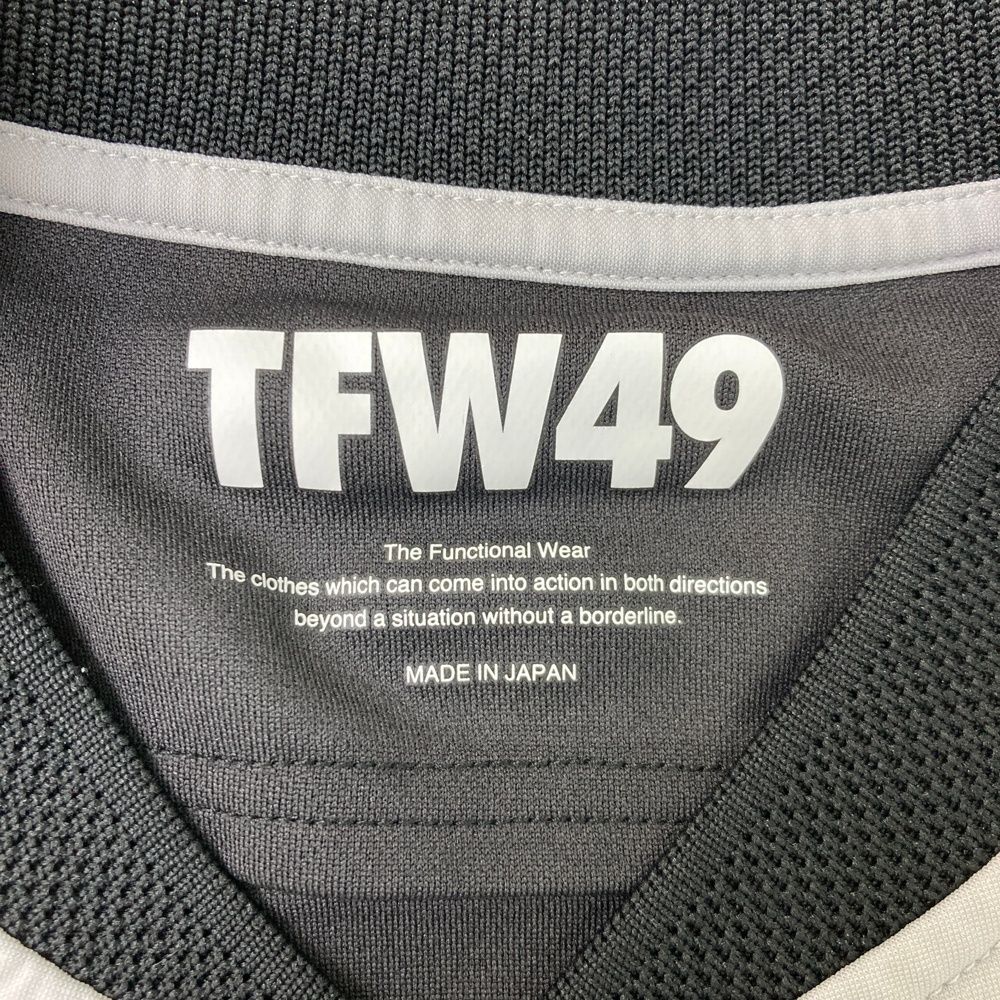 TFW49
The Functional Wear
The clothes which can come into action in both directions
beyond a situation without a borderline.
MADE IN JAPAN